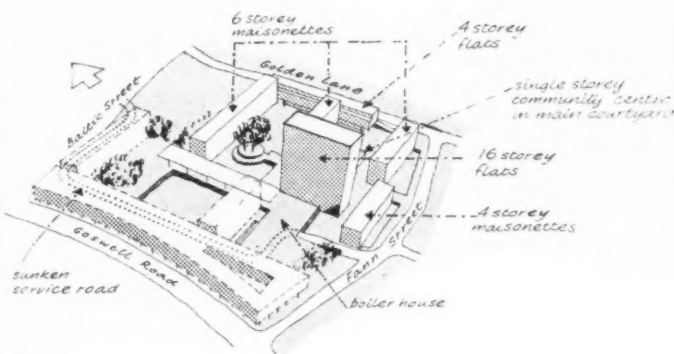 6 storey
maisonettes
4 storey
flats
Golden Lane
single storey
community centre
in main courtyard
Baltic Street
16 storey
flats
4 storey
maisonettes
Goswell Road
Fann Street
sunken
service road
boiler house